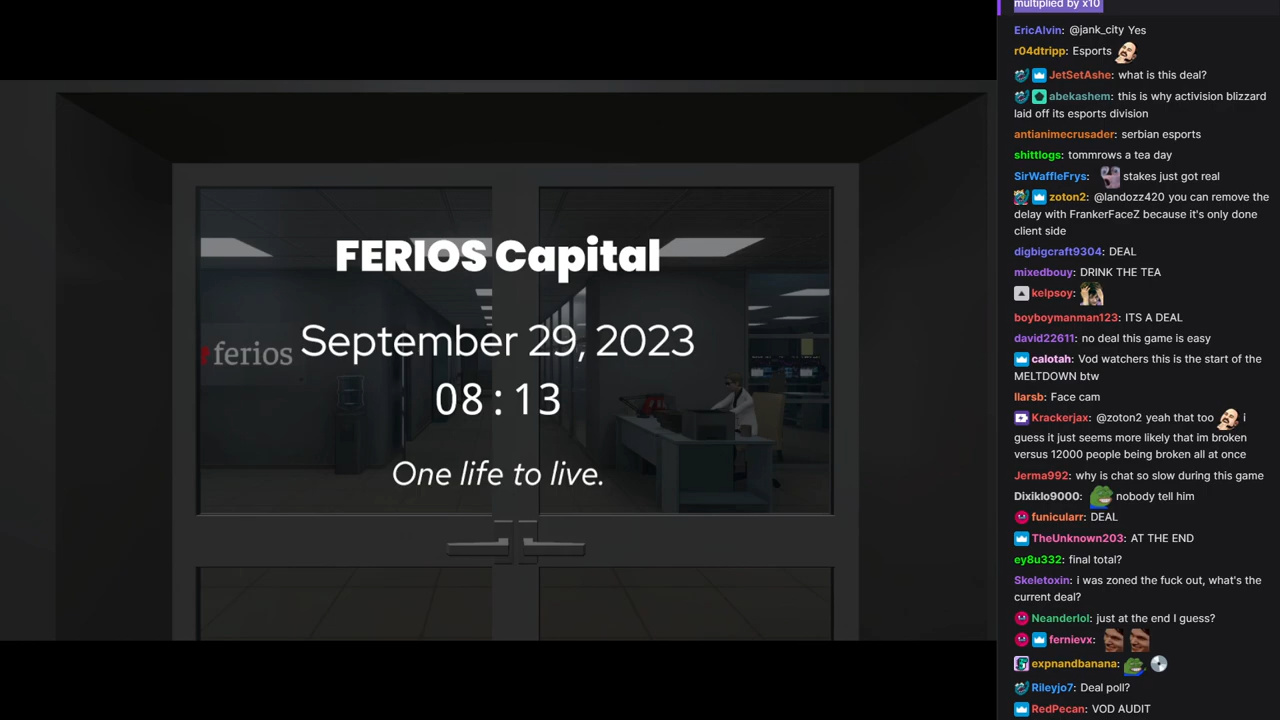 FERIOS Capital
September 29, 2023
08:13
One life to live.
ferios
multiplied by x10
EricAlvin: @jank_city Yes
r04dtripp: Esports
JetSetAshe: what is this deal?
abekashem: this is why activision blizzard
laid off its esports division
antianimecrusader: serbian esports
shittlogs: tommrows a tea day
SirWaffleFrys: stakes just got real
zoton2: @landozz420 you can remove the
delay with FrankerFaceZ because it's only done
client side
digbigcraft9304: DEAL
mixedbouy: DRINK THE TEA
kelpsoy:
boyboymanman123: ITS A DEAL
david22611: no deal this game is easy
calotah: Vod watchers this is the start of the
MELTDOWN btw
llarsb: Face cam
Krackerjax: @zoton2 yeah that too i
guess it just seems more likely that im broken
versus 12000 people being broken all at once
Jerma992: why is chat so slow during this game
Dixiklo9000: nobody tell him
funicularr: DEAL
TheUnknown203: AT THE END
ey8u332: final total?
Skeletoxin: i was zoned the fuck out, what's the
current deal?
Neanderlol: just at the end I guess?
fernievx:
expnandbanana:
Rileyjo7: Deal poll?
RedPecan: VOD AUDIT